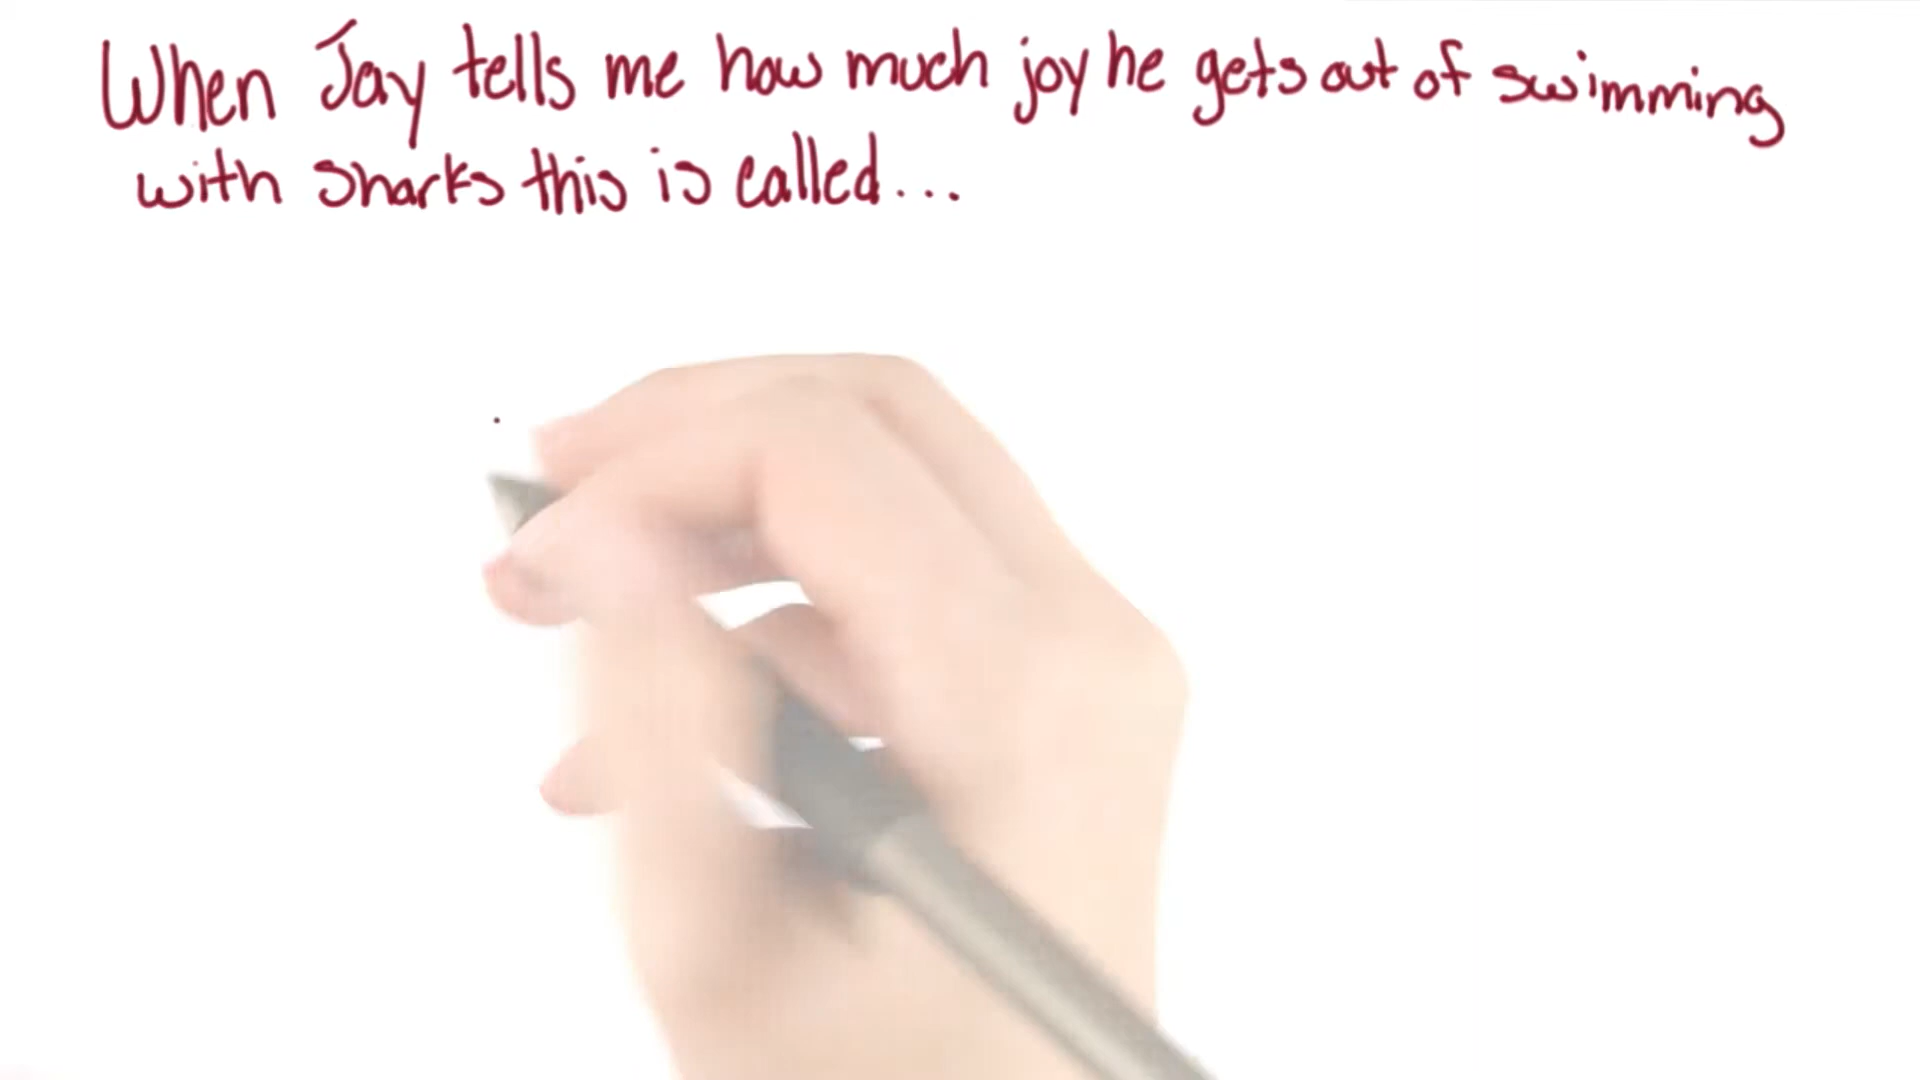 When Jay tells me how much joy he gets out of swimming
with sharks this is called...